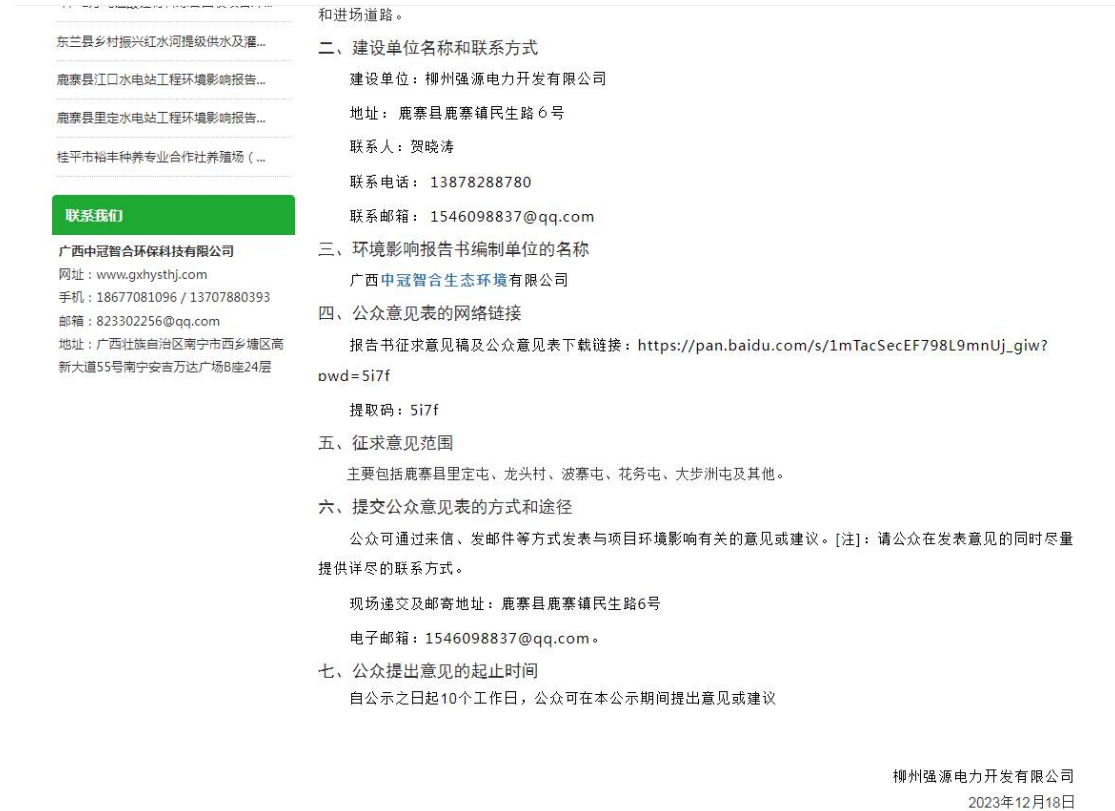 东兰县乡村振兴红水河提级供水及灌...
鹿寨县江口水电站工程环境影响报告...
鹿寨县里定水电站工程环境影响报告...
桂平市裕丰种养专业合作社养殖场（...
联系我们
广西中冠智合环保科技有限公司
网址：www.gxhysthj.com
手机：18677081096 / 13707880393
邮箱：823302256@qq.com
地址：广西壮族自治区南宁市西乡塘区高
新大道55号南宁安吉万达广场B座24层
和进场道路。
二、建设单位名称和联系方式
建设单位：柳州强源电力开发有限公司
地址： 鹿寨县鹿寨镇民生路６号
联系人：贺晓涛
联系电话： 13878288780
联系邮箱： 1546098837@qq.com
三、环境影响报告书编制单位的名称
广西中冠智合生态环境有限公司
四、公众意见表的网络链接
报告书征求意见稿及公众意见表下载链接：https://pan.baidu.com/s/1mTacSecEF798L9mnUj_giw?
pwd=5i7f
提取码：5i7f
五、征求意见范围
主要包括鹿寨县里定屯、龙头村、波寨屯、花务屯、大步洲屯及其他。
六、提交公众意见表的方式和途径
公众可通过来信、发邮件等方式发表与项目环境影响有关的意见或建议。[注]：请公众在发表意见的同时尽量
提供详尽的联系方式。
现场递交及邮寄地址：鹿寨县鹿寨镇民生路6号
电子邮箱：1546098837@qq.com。
七、公众提出意见的起止时间
自公示之日起10个工作日，公众可在本公示期间提出意见或建议
柳州强源电力开发有限公司
2023年12月18日